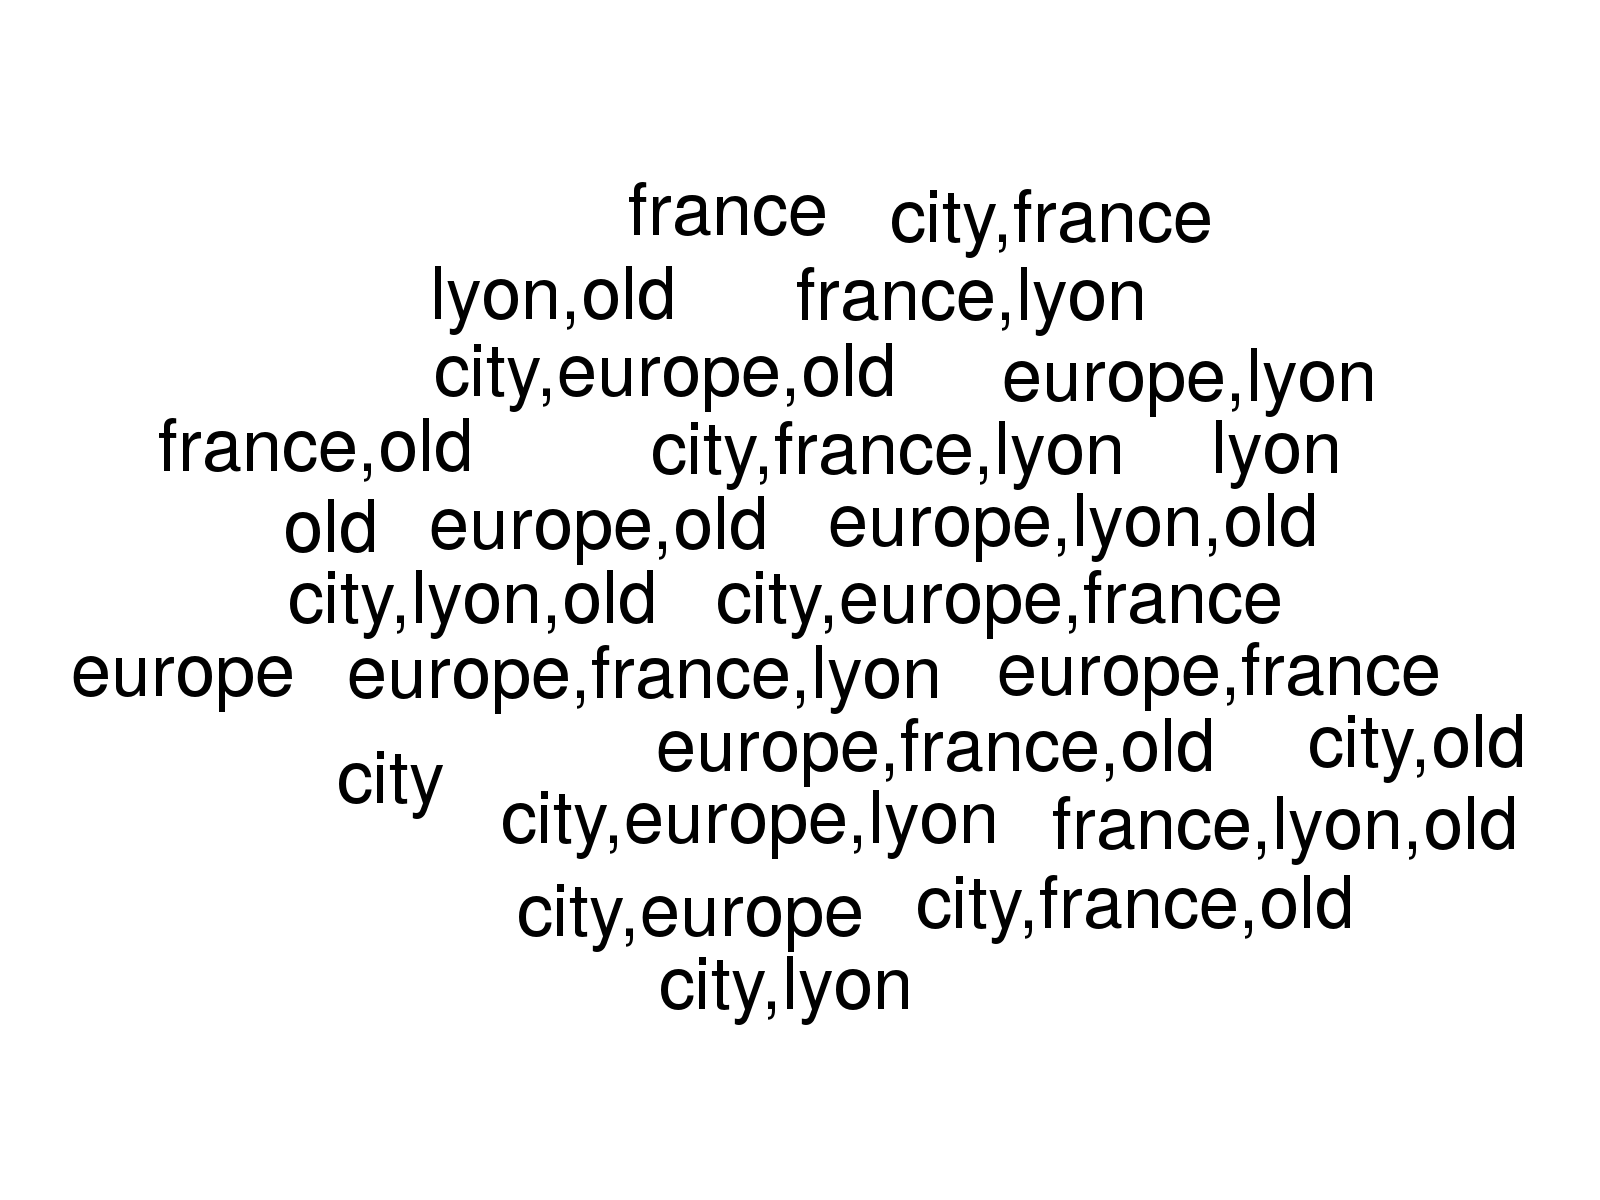 france city,france
lyon,old france,lyon
city,europe,old europe,lyon
france,old city,france,lyon lyon
old europe,old europe,lyon,old
city,lyon,old city,europe,france
europe europe,france,lyon europe,france
europe,france,old city,old
city
city,europe,lyon france,lyon,old
city,europe city,france,old
city,lyon